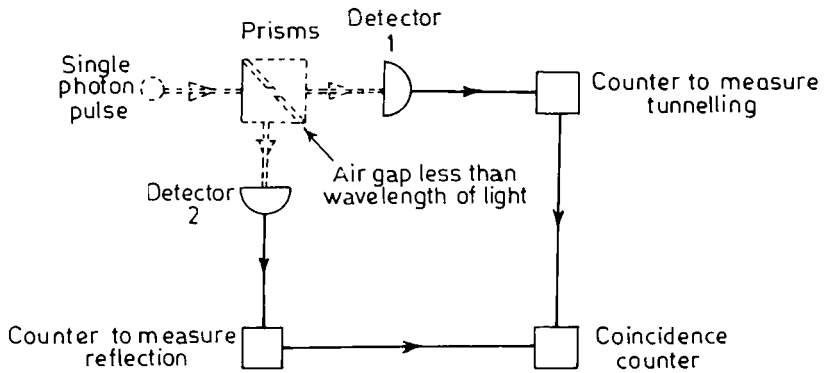 Prisms
Detector
1
Single
photon
pulse
Counter to measure
tunnelling
Air gap less than
wavelength of light
Detector
2
Counter to measure
reflection
Coincidence
counter